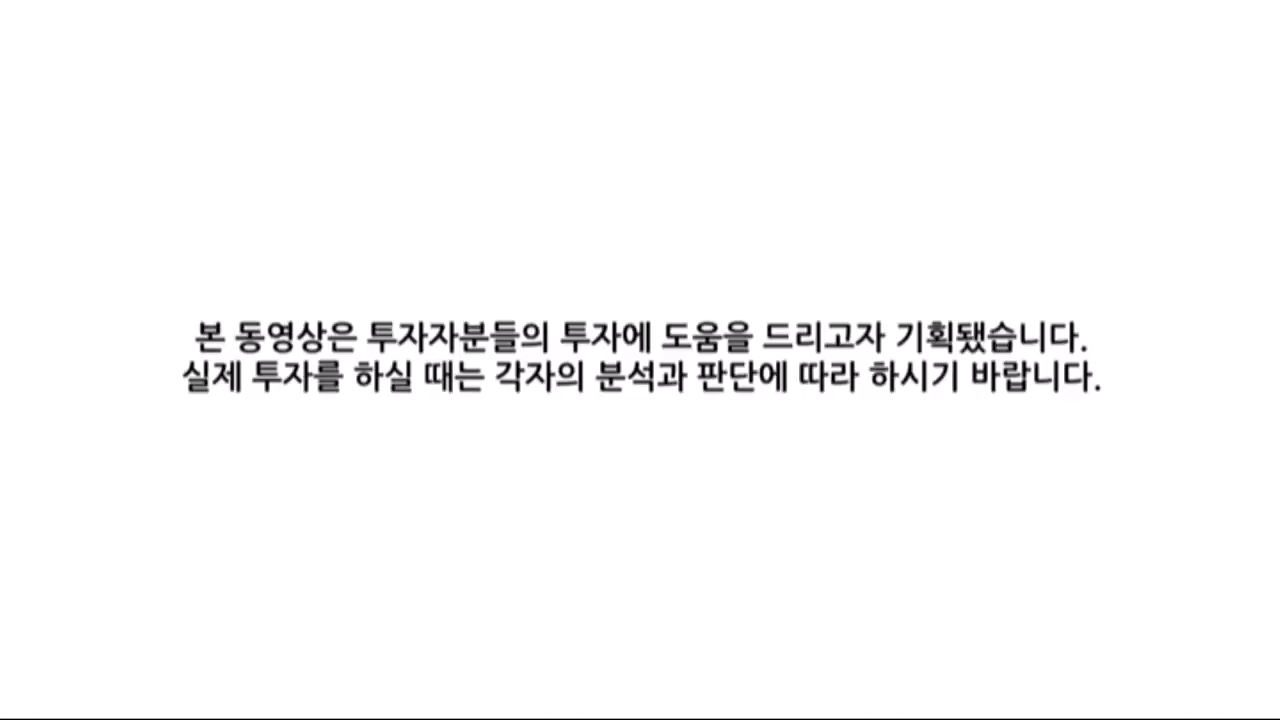 본 동영상은 투자자분들의 투자에 도움을 드리고자 기획됐습니다.
실제 투자를 하실 때는 각자의 분석과 판단에 따라 하시기 바랍니다.